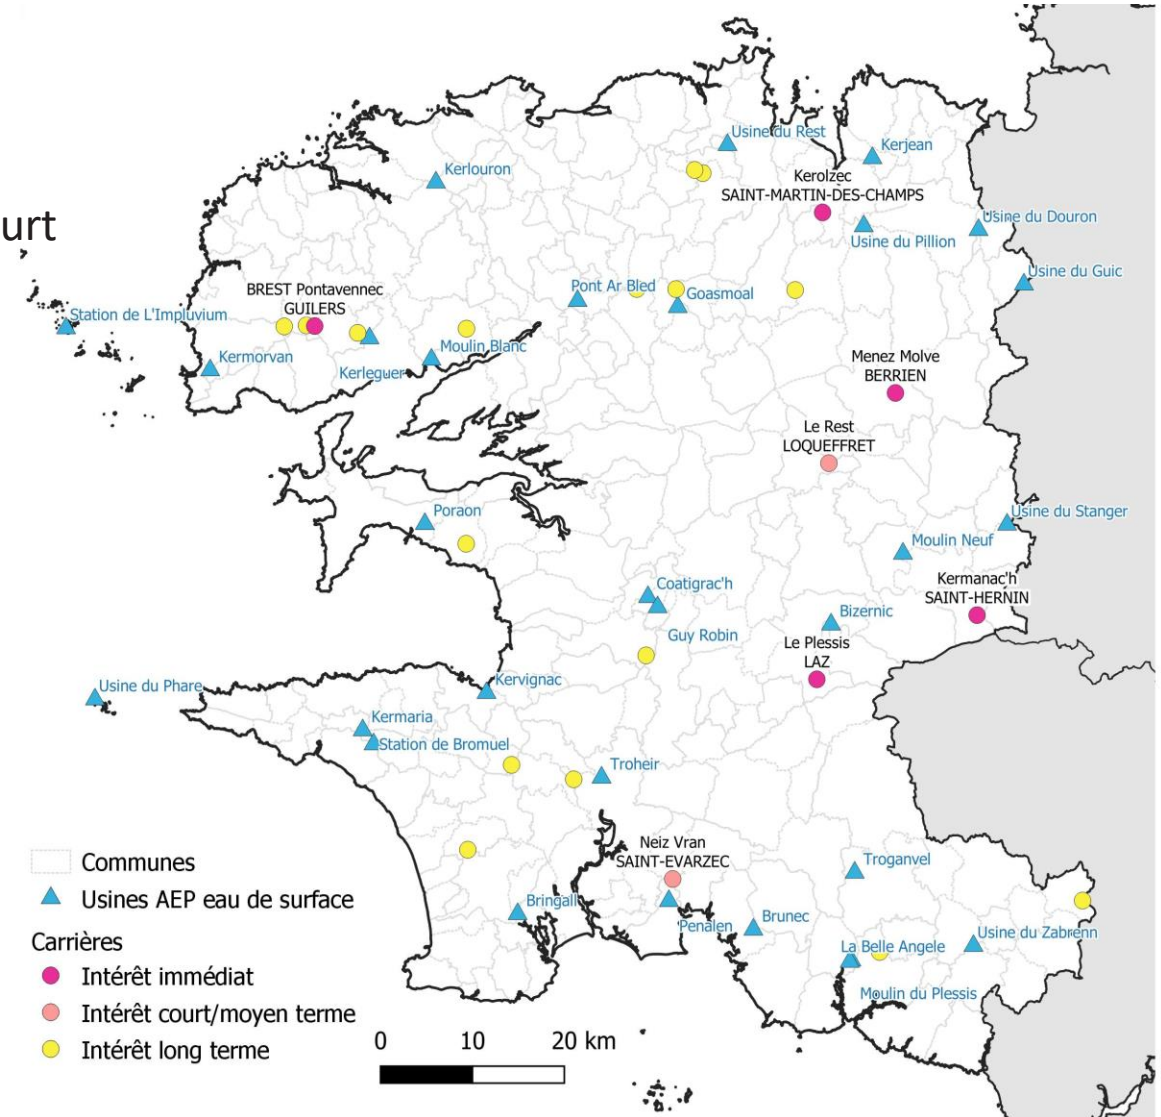 Usine du Rest
Kerjean
Kerlouron
Kerolzec
SAINT-MARTIN-DES-CHAMPS
urt
Usine du Douron
Usine du Pillion
Usine du Guic
BREST Pontavennec
GUILERS
Pont Ar Bled
Goasmoal
Station de L'Impluvium
Kermorvan
Moulin Blanc
Kerleguer
Menez Molve
BERRIEN
Le Rest
LOQUEFFRET
Poraon
Usine du Stanger
Moulin Neuf
Kermanac'h
SAINT-HERNIN
Coatigrac'h
Bizernic
Guy Robin
Le Plessis
LAZ
Usine du Phare
Kervignac
Kermaria
Station de Bromuel
Troheir
Neiz Vran
SAINT-EVARZEC
Troganvel
Bringall
Penalen
Brunec
La Belle Angele
Usine du Zabrenn
Moulin du Plessis
Communes
Usines AEP eau de surface
Carrières
Intérêt immédiat
Intérêt court/moyen terme
Intérêt long terme
0 10 20 km